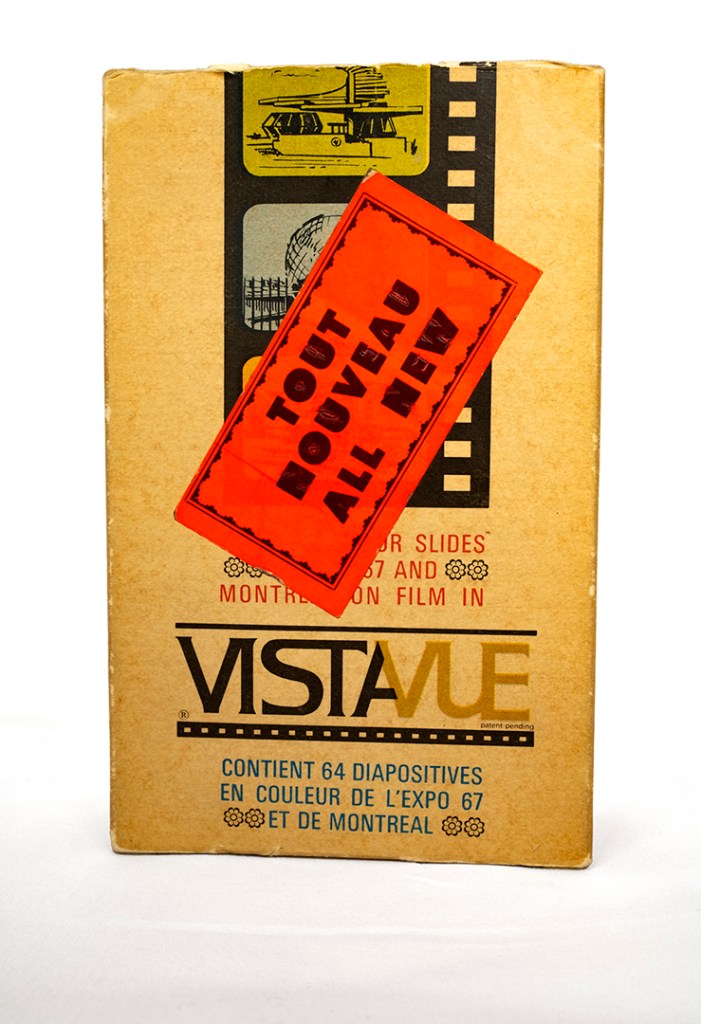 TOUT
NOUVEAU
ALL NEW
OR SLIDES
67 AND
MONTRE ON FILM IN
VISTAVUE
®
patent pending
CONTIENT 64 DIAPOSITIVES
EN COULEUR DE L'EXPO 67
ET DE MONTREAL